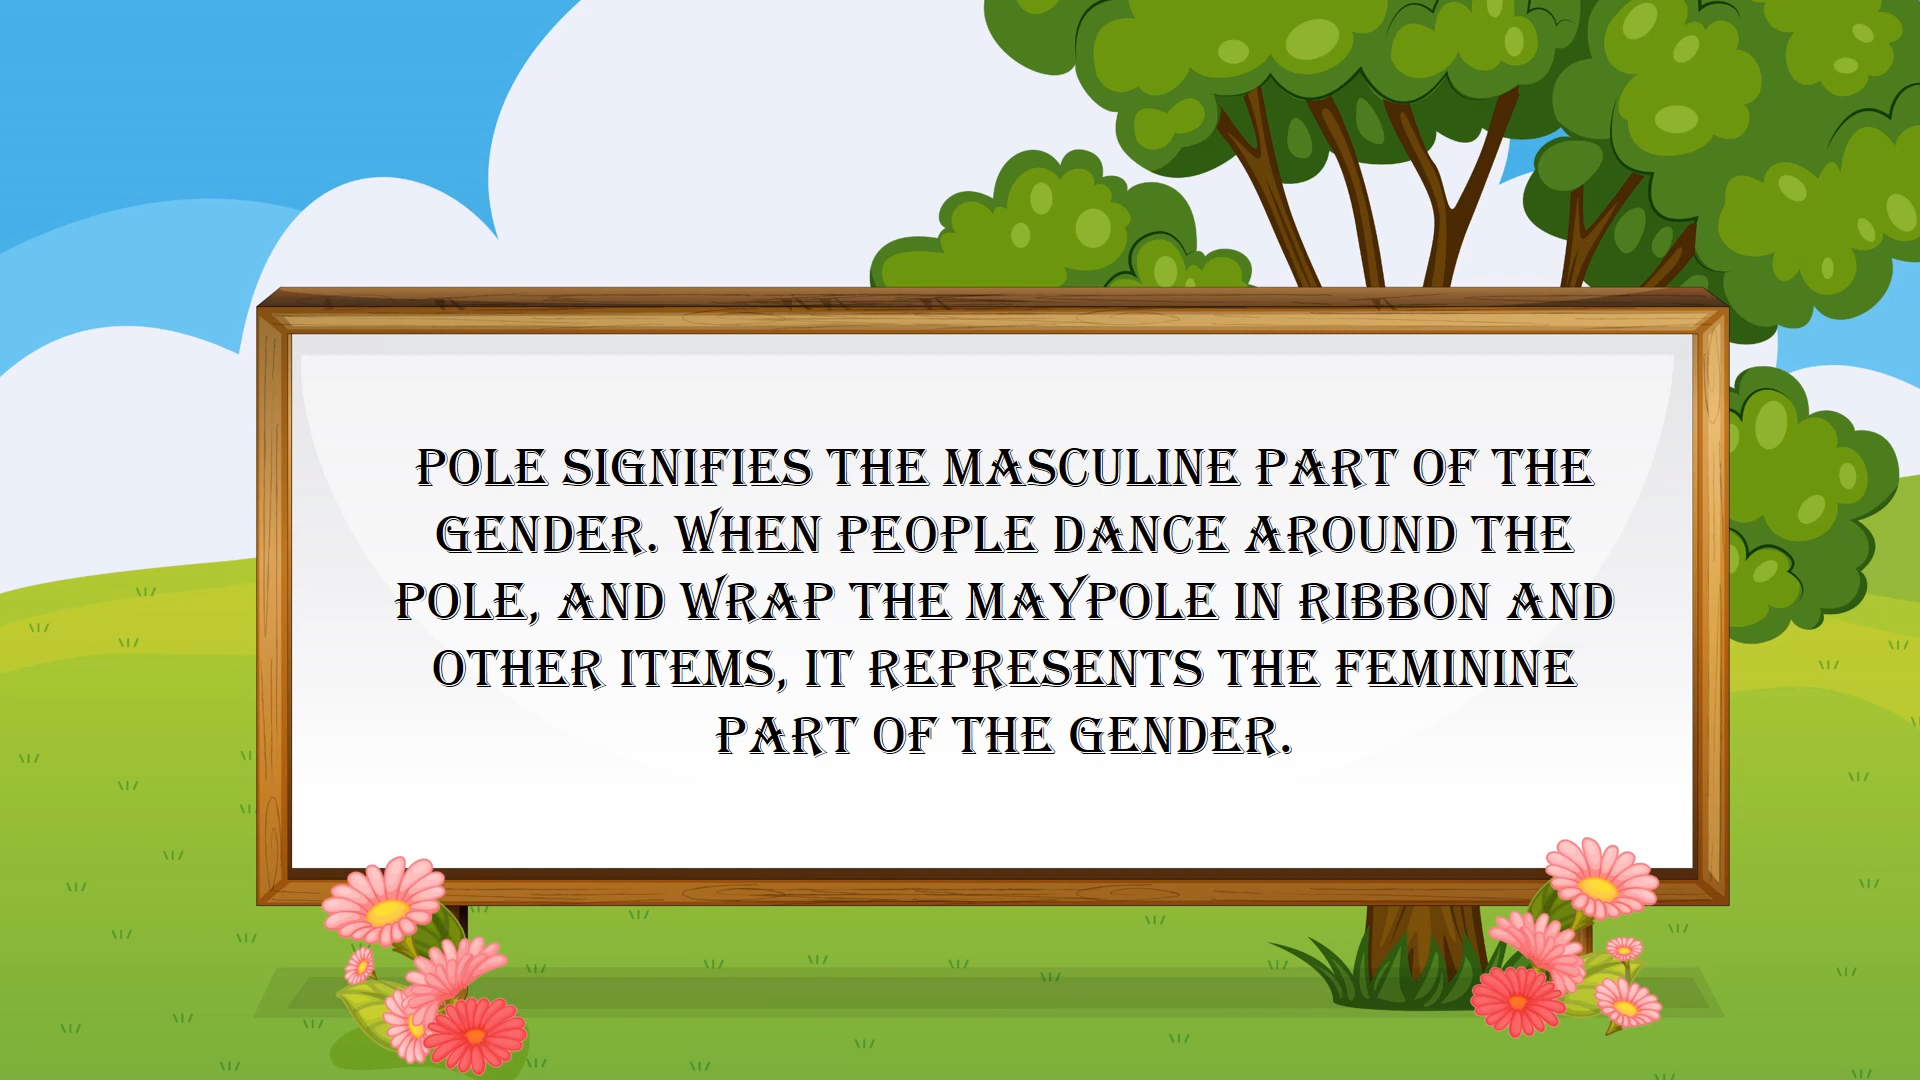 POLE SIGNIFIES THE MASCULINE PART OF THE
GENDER. WHEN PEOPLE DANCE AROUND THE
POLE, AND WRAP THE MAYPOLE IN RIBBON AND
OTHER ITEMS, IT REPRESENTS THE FEMININE
PART OF THE GENDER.